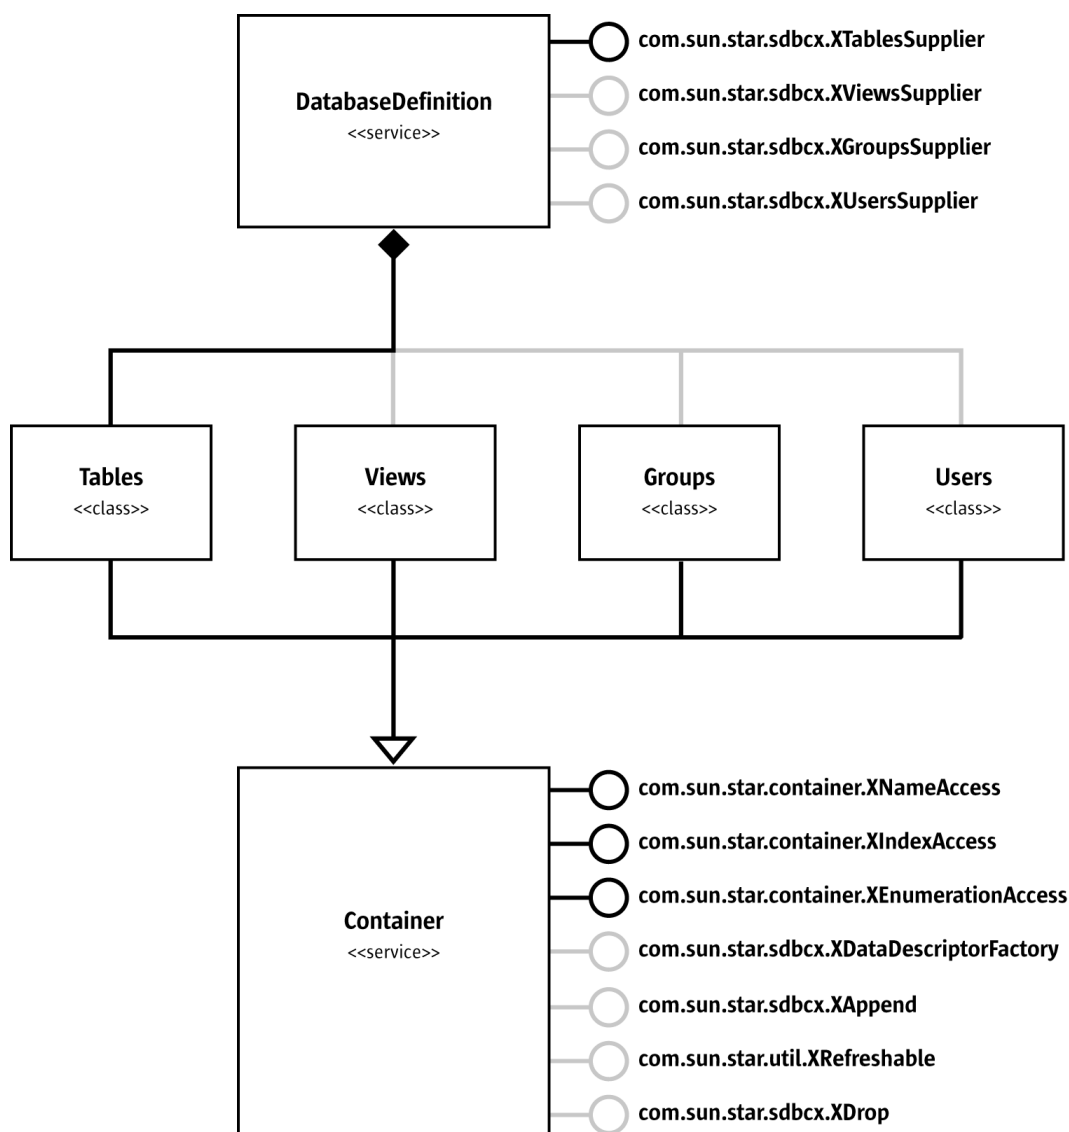 com.sun.star.sdbcx.XTablesSupplier
com.sun.star.sdbcx.XViewsSupplier
DatabaseDefinition
<<service>>
com.sun.star.sdbcx.XGroupsSupplier
com.sun.star.sdbcx.XUsersSupplier
Tables
<<class>>
Views
<<class>>
Groups
<<class>>
Users
<<class>>
com.sun.star.container.XNameAccess
com.sun.star.container.XIndexAccess
com.sun.star.container.XEnumerationAccess
Container
<<service>>
com.sun.star.sdbcx.XDataDescriptorFactory
com.sun.star.sdbcx.XAppend
com.sun.star.util.XRefreshable
com.sun.star.sdbcx.XDrop